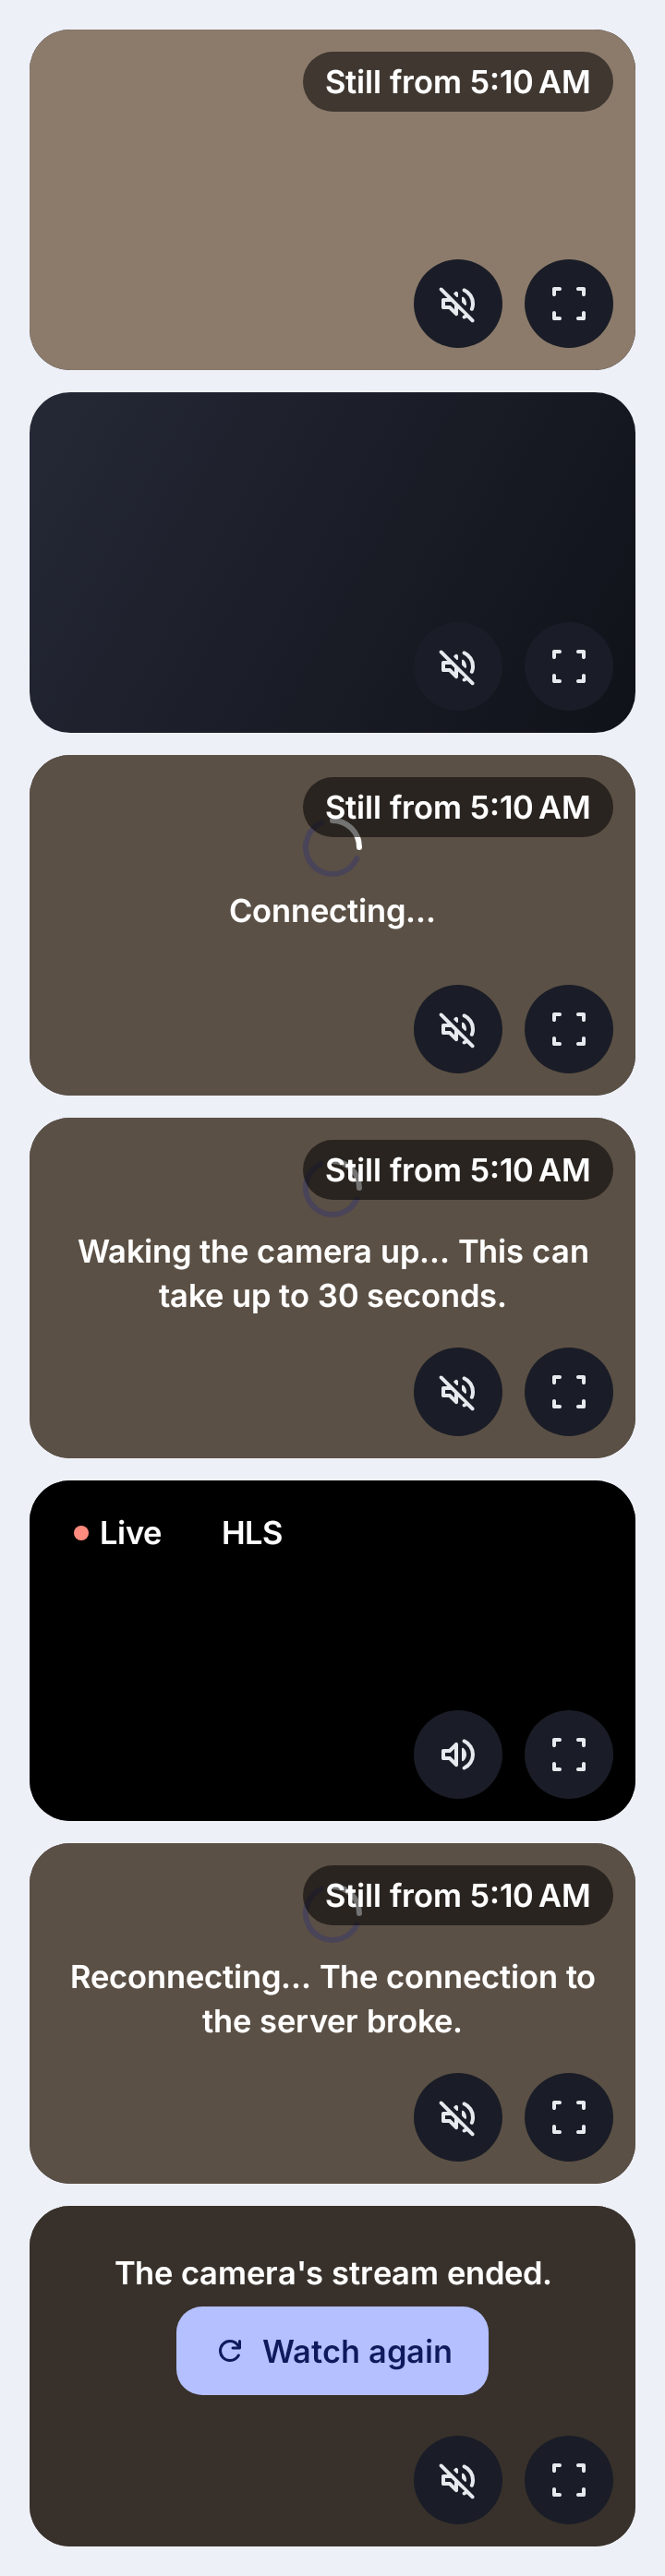 Still from 5:10 AM
Still from 5:10 AM
Connecting…
Still from 5:10 AM
Waking the camera up… This can
take up to 30 seconds.
Live HLS
Still from 5:10 AM
Reconnecting… The connection to
the server broke.
The camera's stream ended.
Watch again